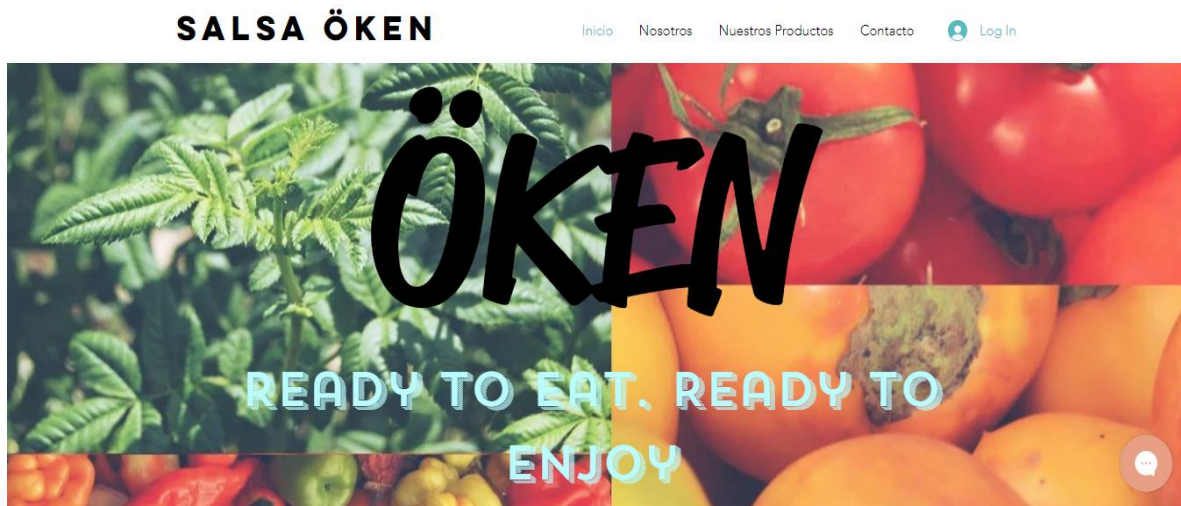 SALSA ÖKEN
Inicio Nosotros Nuestros Productos Contacto Log In
ÖKEN
READY TO EAT. READY TO
ENJOY